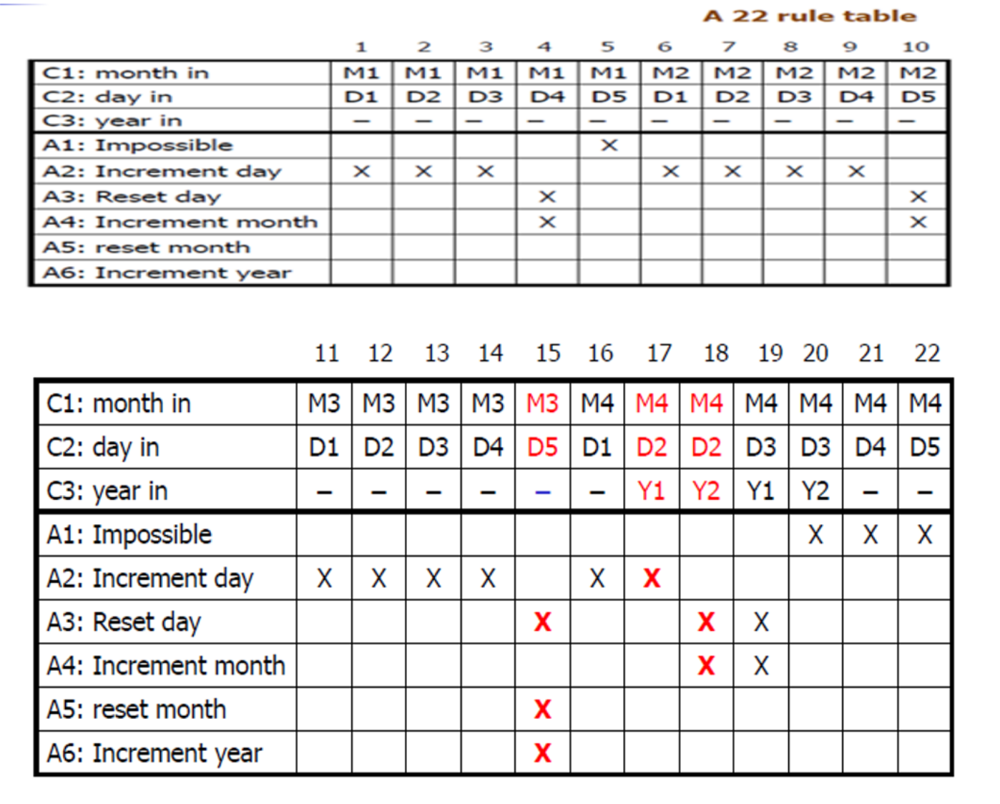 A 22 rule table
1 2 3 4 5 6 7 8 9 10
C1: month in M1 M1 M1 M1 M1 M2 M2 M2 M2 M2
C2: day in D1 D2 D3 D4 D5 D1 D2 D3 D4 D5
C3: year in – – – – – – – – – –
A1: Impossible X
A2: Increment day X X X X X X X
A3: Reset day X X
A4: Increment month X X
A5: reset month
A6: Increment year
11 12 13 14 15 16 17 18 19 20 21 22
C1: month in M3 M3 M3 M3 M3 M4 M4 M4 M4 M4 M4 M4
C2: day in D1 D2 D3 D4 D5 D1 D2 D2 D3 D3 D4 D5
C3: year in – – – – – – Y1 Y2 Y1 Y2 – –
A1: Impossible X X X
A2: Increment day X X X X X X
A3: Reset day X X X
A4: Increment month X X
A5: reset month X
A6: Increment year X